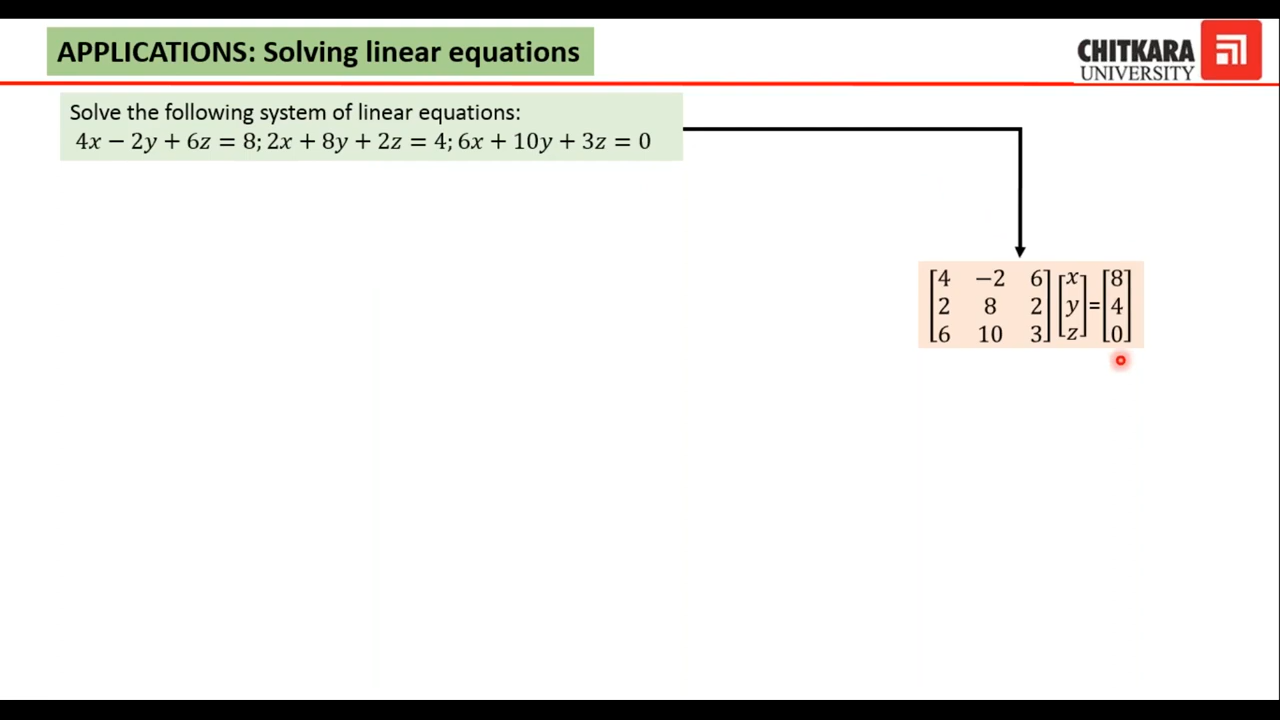 APPLICATIONS: Solving linear equations
CHITKARA
UNIVERSITY
Solve the following system of linear equations:
4x − 2y + 6z = 8; 2x + 8y + 2z = 4; 6x + 10y + 3z = 0
[4 −2 6] [x] [8]
[2 8 2] [y] = [4]
[6 10 3] [z] [0]